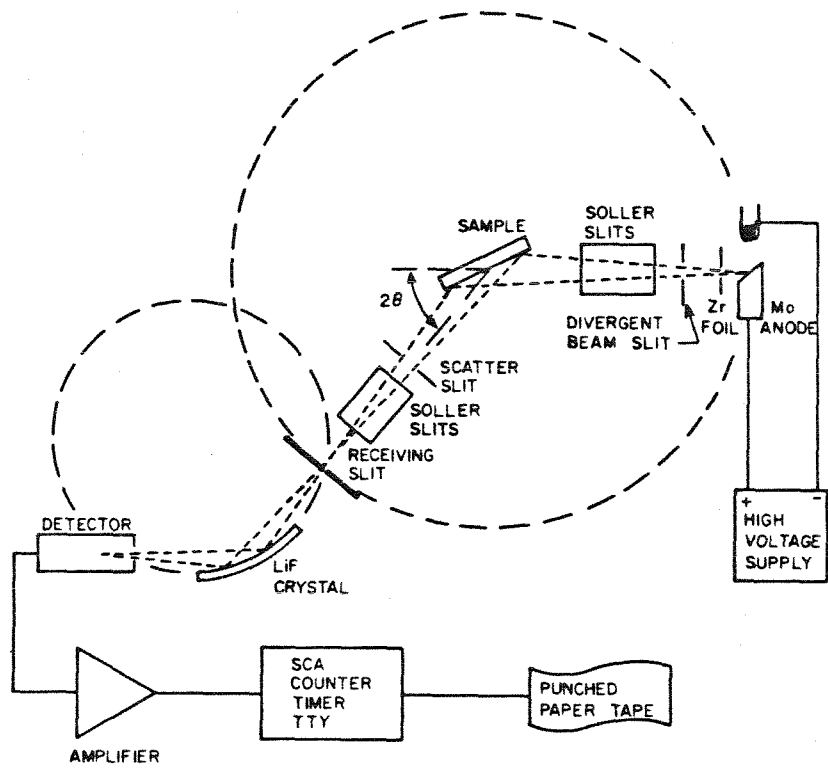 SAMPLE
SOLLER
SLITS
2θ
DIVERGENT
BEAM SLIT
Zr
FOIL
Mo
ANODE
SCATTER
SLIT
SOLLER
SLITS
RECEIVING
SLIT
+ -
HIGH
VOLTAGE
SUPPLY
DETECTOR
LiF
CRYSTAL
AMPLIFIER
SCA
COUNTER
TIMER
TTY
PUNCHED
PAPER TAPE